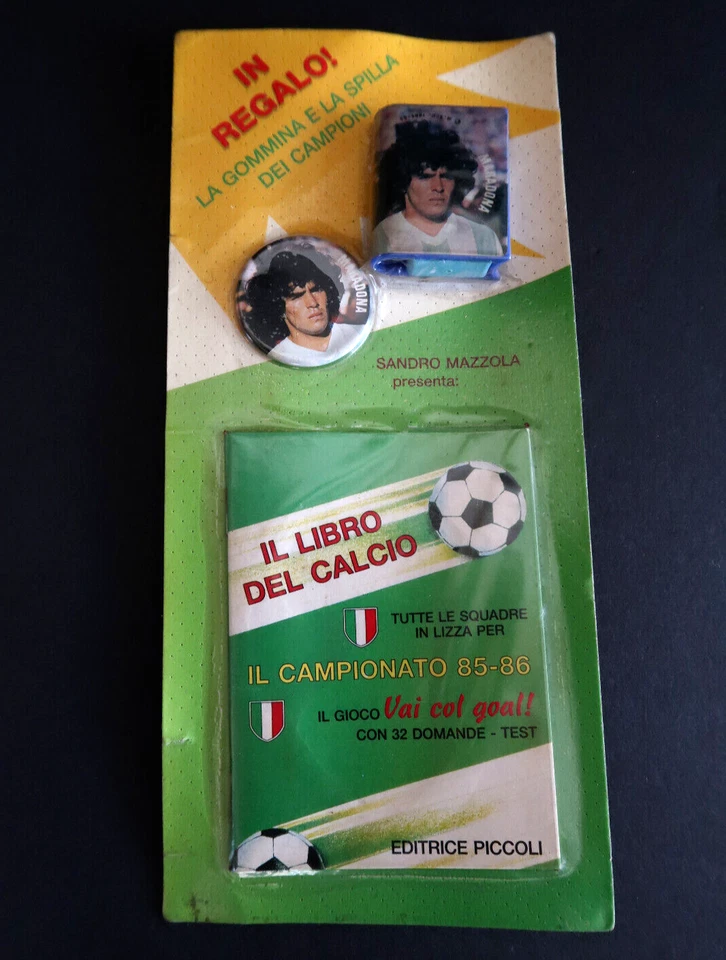 IN
REGALO!
LA GOMMINA E LA SPILLA
DEI CAMPIONI
MARADONA
MARADONA
SANDRO MAZZOLA
presenta:
IL LIBRO
DEL CALCIO
TUTTE LE SQUADRE
IN LIZZA PER
IL CAMPIONATO 85-86
IL GIOCO Vai col goal!
CON 32 DOMANDE - TEST
EDITRICE PICCOLI